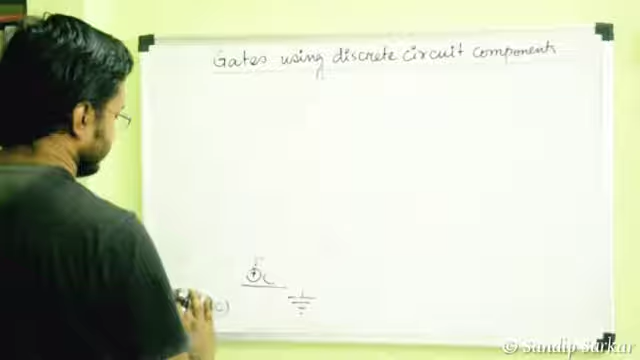 Gates using discrete circuit components
© Sandip Sarkar